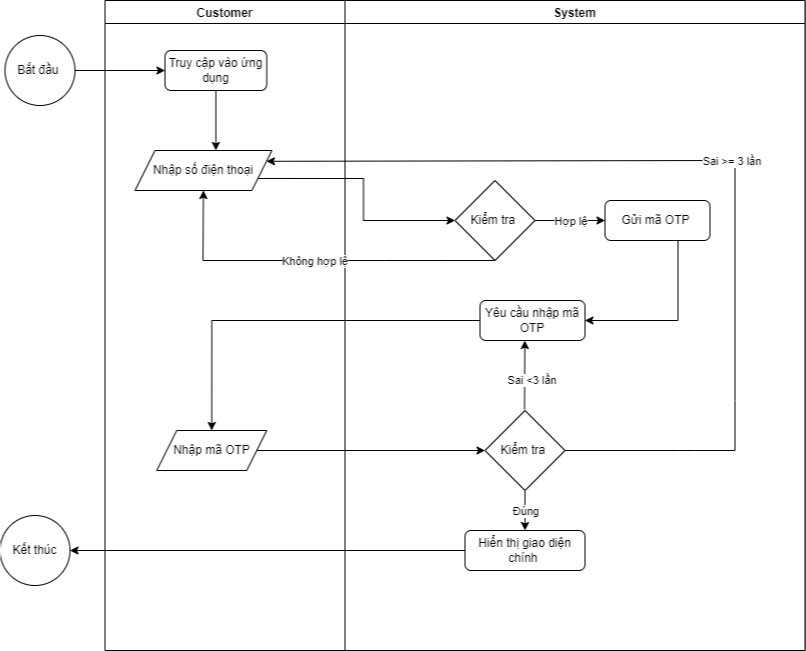 Customer
System
Bắt đầu
Truy cập vào ứng
dụng
Nhập số điện thoại
Sai >= 3 lần
Kiểm tra
Hợp lệ
Gửi mã OTP
Không hợp lệ
Yêu cầu nhập mã
OTP
Sai <3 lần
Nhập mã OTP
Kiểm tra
Đúng
Kết thúc
Hiển thị giao diện
chính